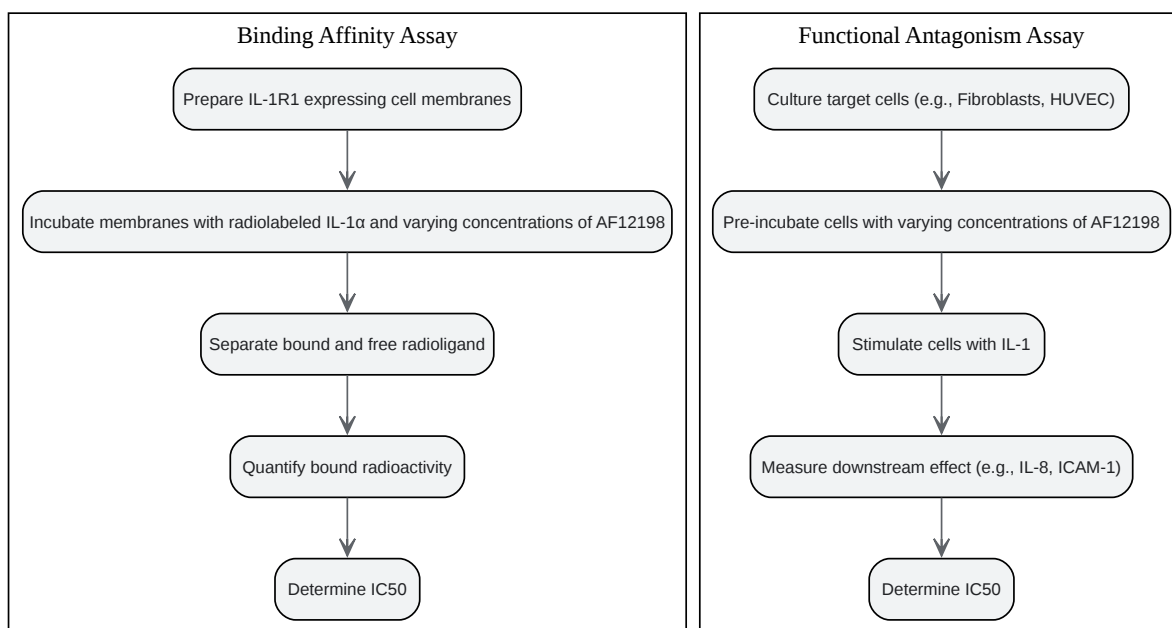 Binding Affinity Assay
Prepare IL-1R1 expressing cell membranes
Incubate membranes with radiolabeled IL-1α and varying concentrations of AF12198
Separate bound and free radioligand
Quantify bound radioactivity
Determine IC50
Functional Antagonism Assay
Culture target cells (e.g., Fibroblasts, HUVEC)
Pre-incubate cells with varying concentrations of AF12198
Stimulate cells with IL-1
Measure downstream effect (e.g., IL-8, ICAM-1)
Determine IC50